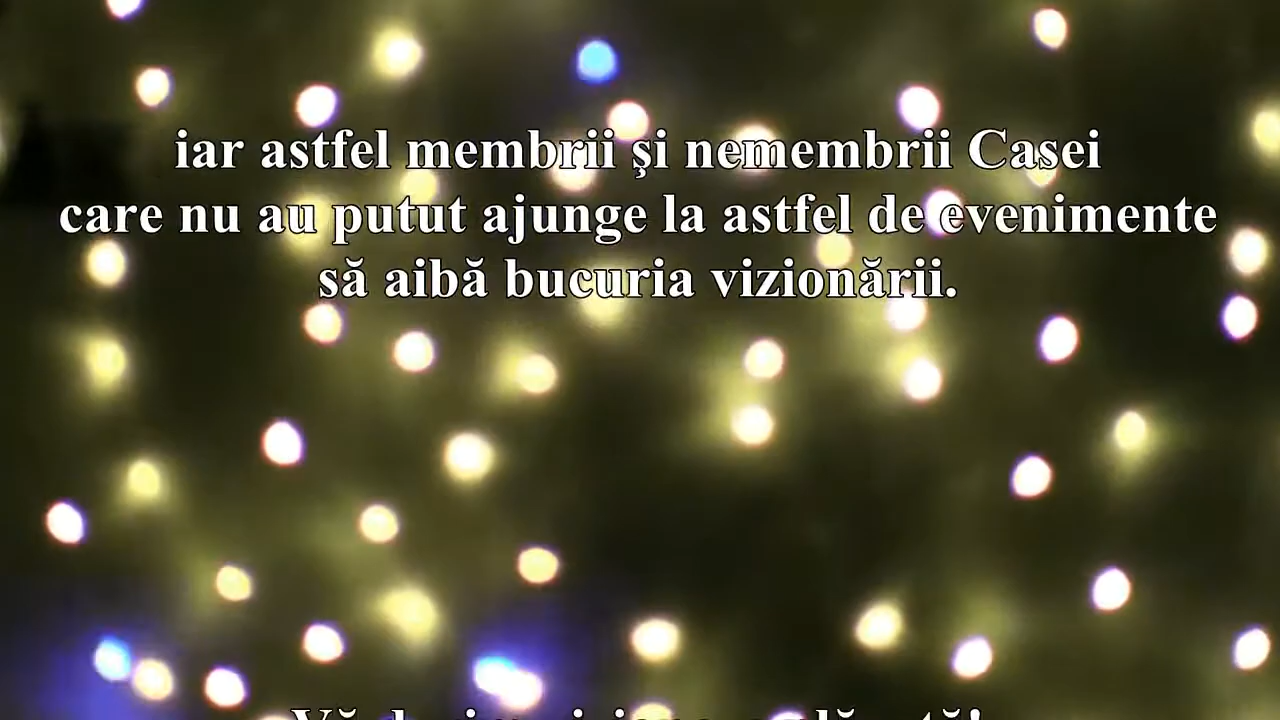 iar astfel membrii şi nemembrii Casei
care nu au putut ajunge la astfel de evenimente
să aibă bucuria vizionării.